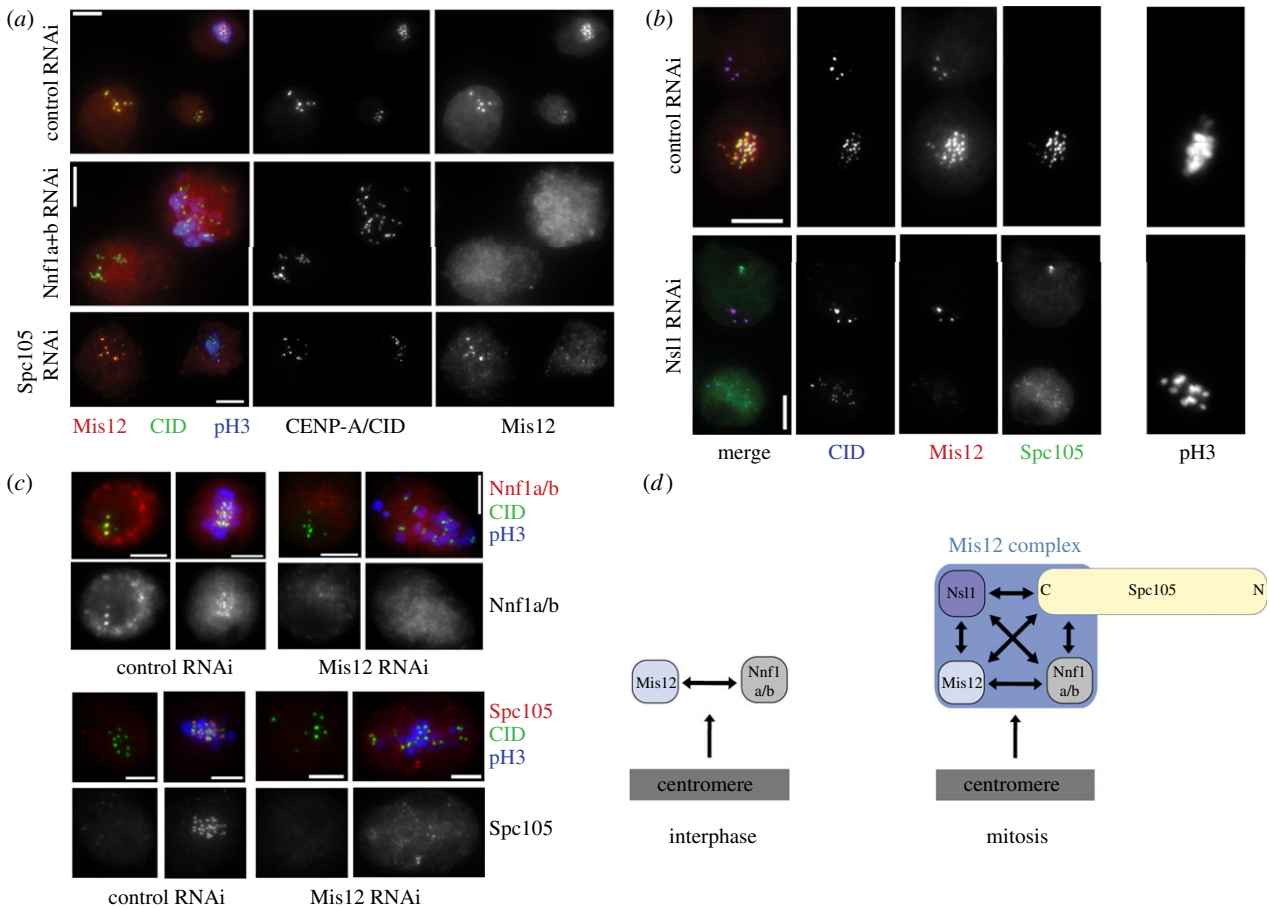 (a)
control RNAi
Nnf1a+b RNAi
Spc105
RNAi
Mis12 CID pH3 CENP-A/CID Mis12
(b)
control RNAi
Nsl1 RNAi
merge CID Mis12 Spc105 pH3
(c)
Nnf1a/b
CID
pH3
Nnf1a/b
control RNAi Mis12 RNAi
Spc105
CID
pH3
Spc105
control RNAi Mis12 RNAi
(d)
Mis12 complex
Nsl1 C Spc105 N
Mis12 Nnf1
a/b
Mis12 Nnf1
a/b
centromere centromere
interphase mitosis